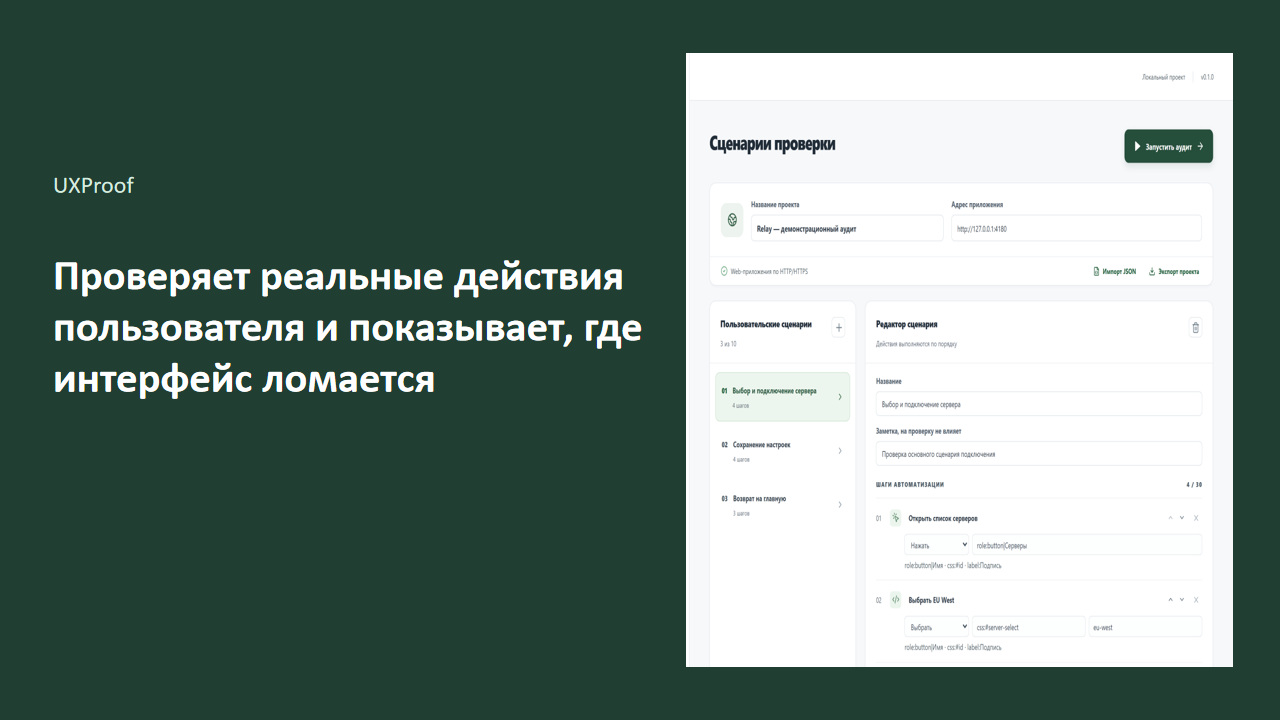 UXProof
Проверяет реальные действия
пользователя и показывает, где
интерфейс ломается
Локальный проект
v0.1.0
Сценарии проверки
Запустить аудит
Название проекта
Адрес приложения
Relay — демонстрационный аудит
http://127.0.0.1:4180
Web-приложения по HTTP/HTTPS
Импорт JSON
Экспорт проекта
Пользовательские сценарии
3 из 10
01 Выбор и подключение сервера
4 шагов
02 Сохранение настроек
4 шагов
03 Возврат на главную
3 шагов
Редактор сценария
Действия выполняются по порядку
Название
Выбор и подключение сервера
Заметка, на проверку не влияет
Проверка основного сценария подключения
ШАГИ АВТОМАТИЗАЦИИ
4 / 30
01 Открыть список серверов
Нажать
role:button|Серверы
role:button|Имя · css:#id · label:Подпись
02 Выбрать EU West
Выбрать
css:#server-select
eu-west
role:button|Имя · css:#id · label:Подпись